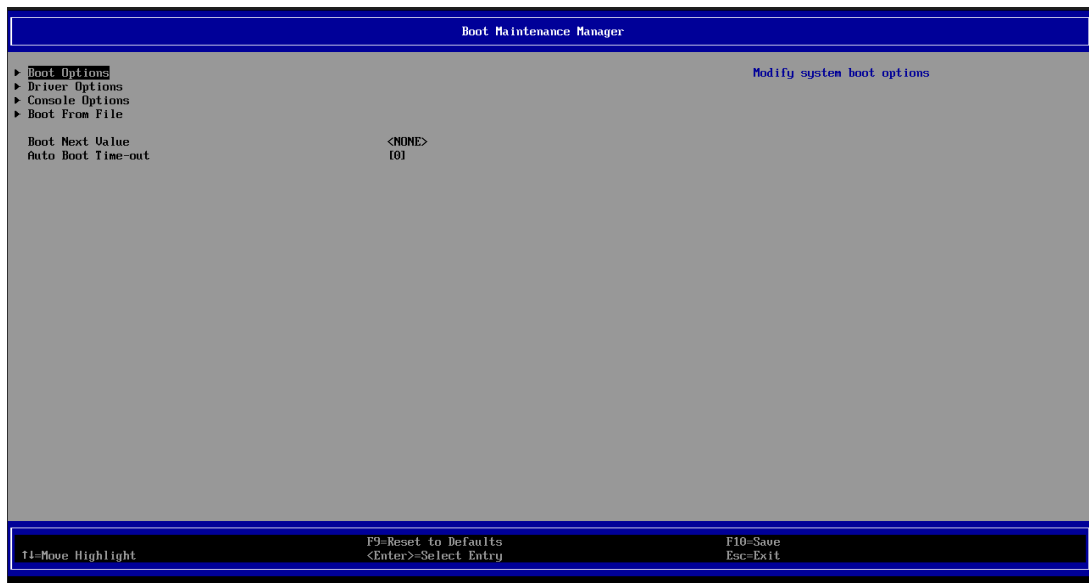 Boot Maintenance Manager
▶ Boot Options Modify system boot options
▶ Driver Options
▶ Console Options
▶ Boot From File
Boot Next Value <NONE>
Auto Boot Time-out [0]
F9=Reset to Defaults F10=Save
↑↓=Move Highlight <Enter>=Select Entry Esc=Exit